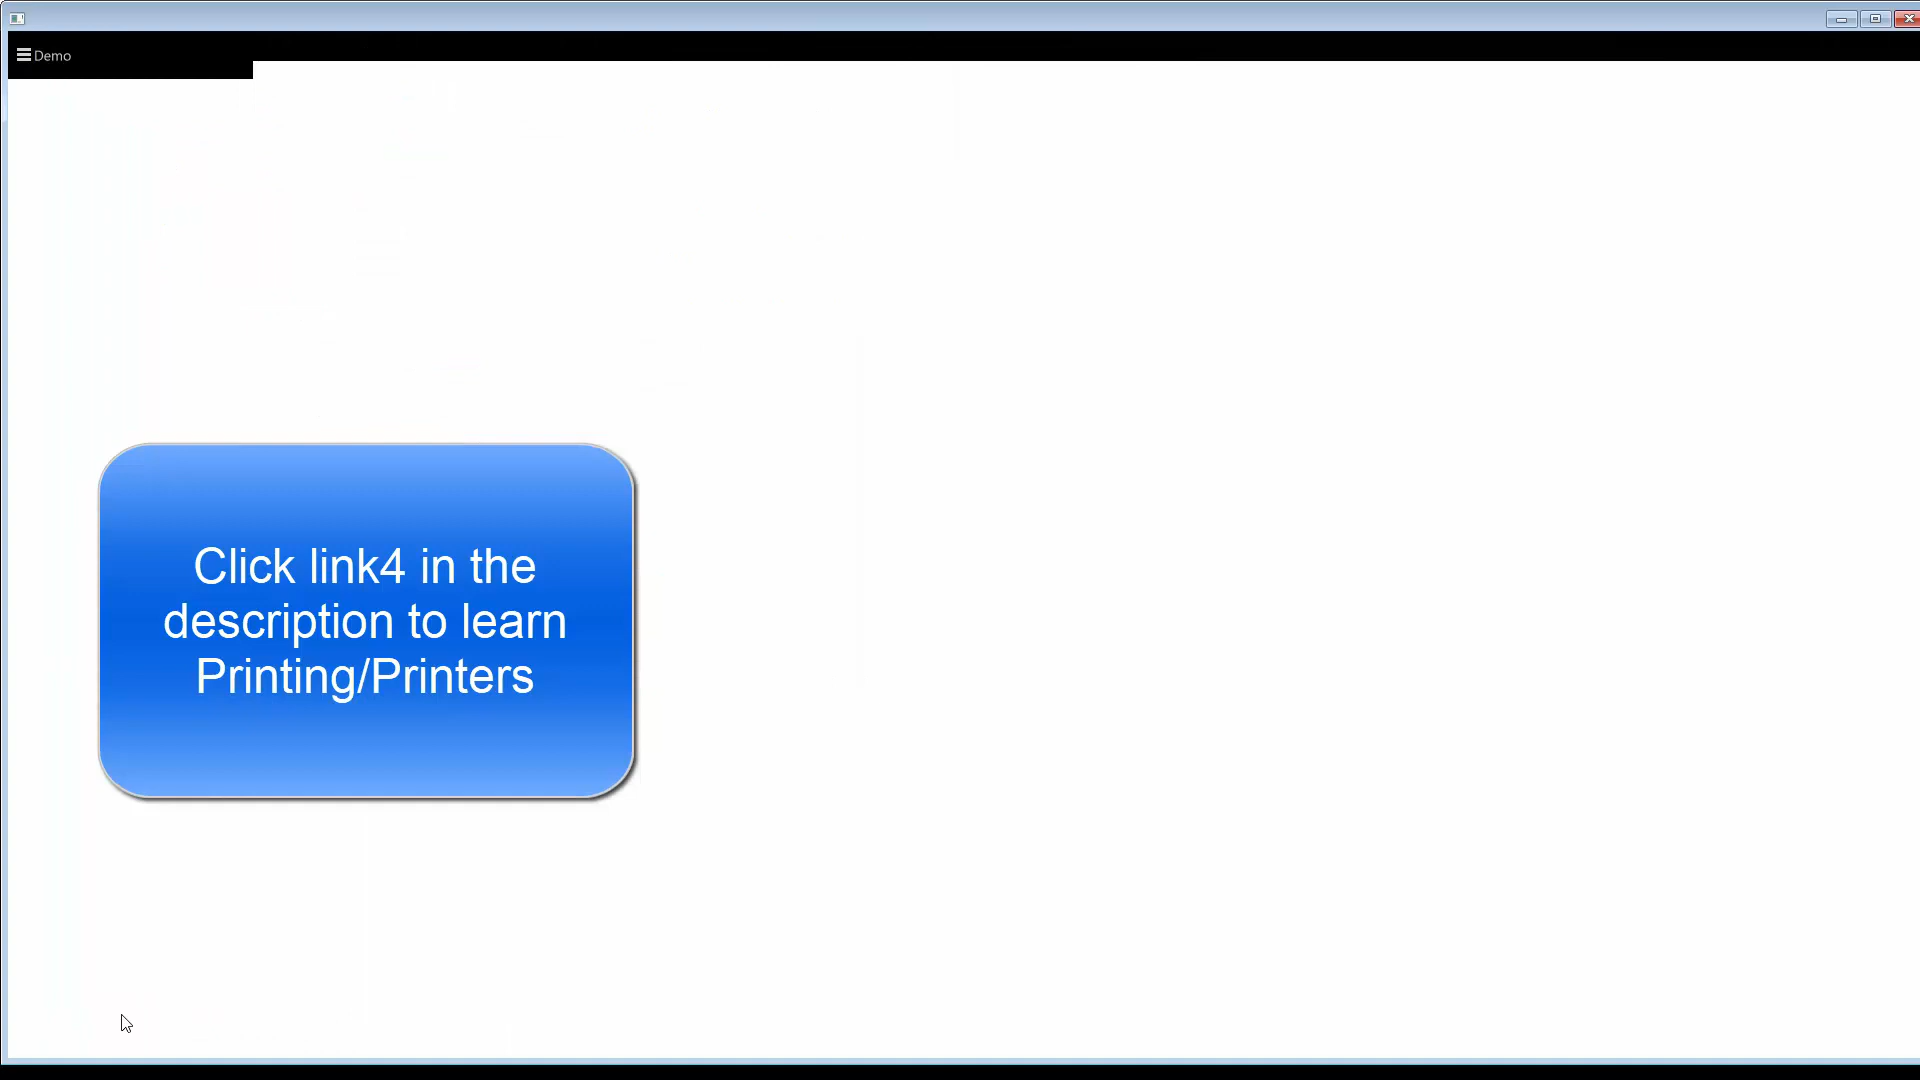 Demo
Click link4 in the
description to learn
Printing/Printers